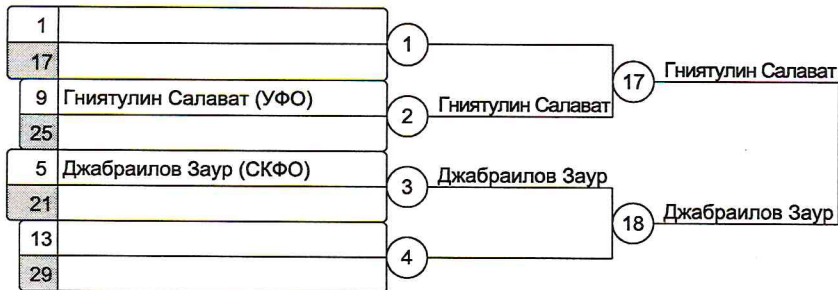 1
17
1
9 Гниятулин Салават (УФО)
25
2 Гниятулин Салават
17 Гниятулин Салават
5 Джабраилов Заур (СКФО)
21
3 Джабраилов Заур
18 Джабраилов Заур
13
29
4